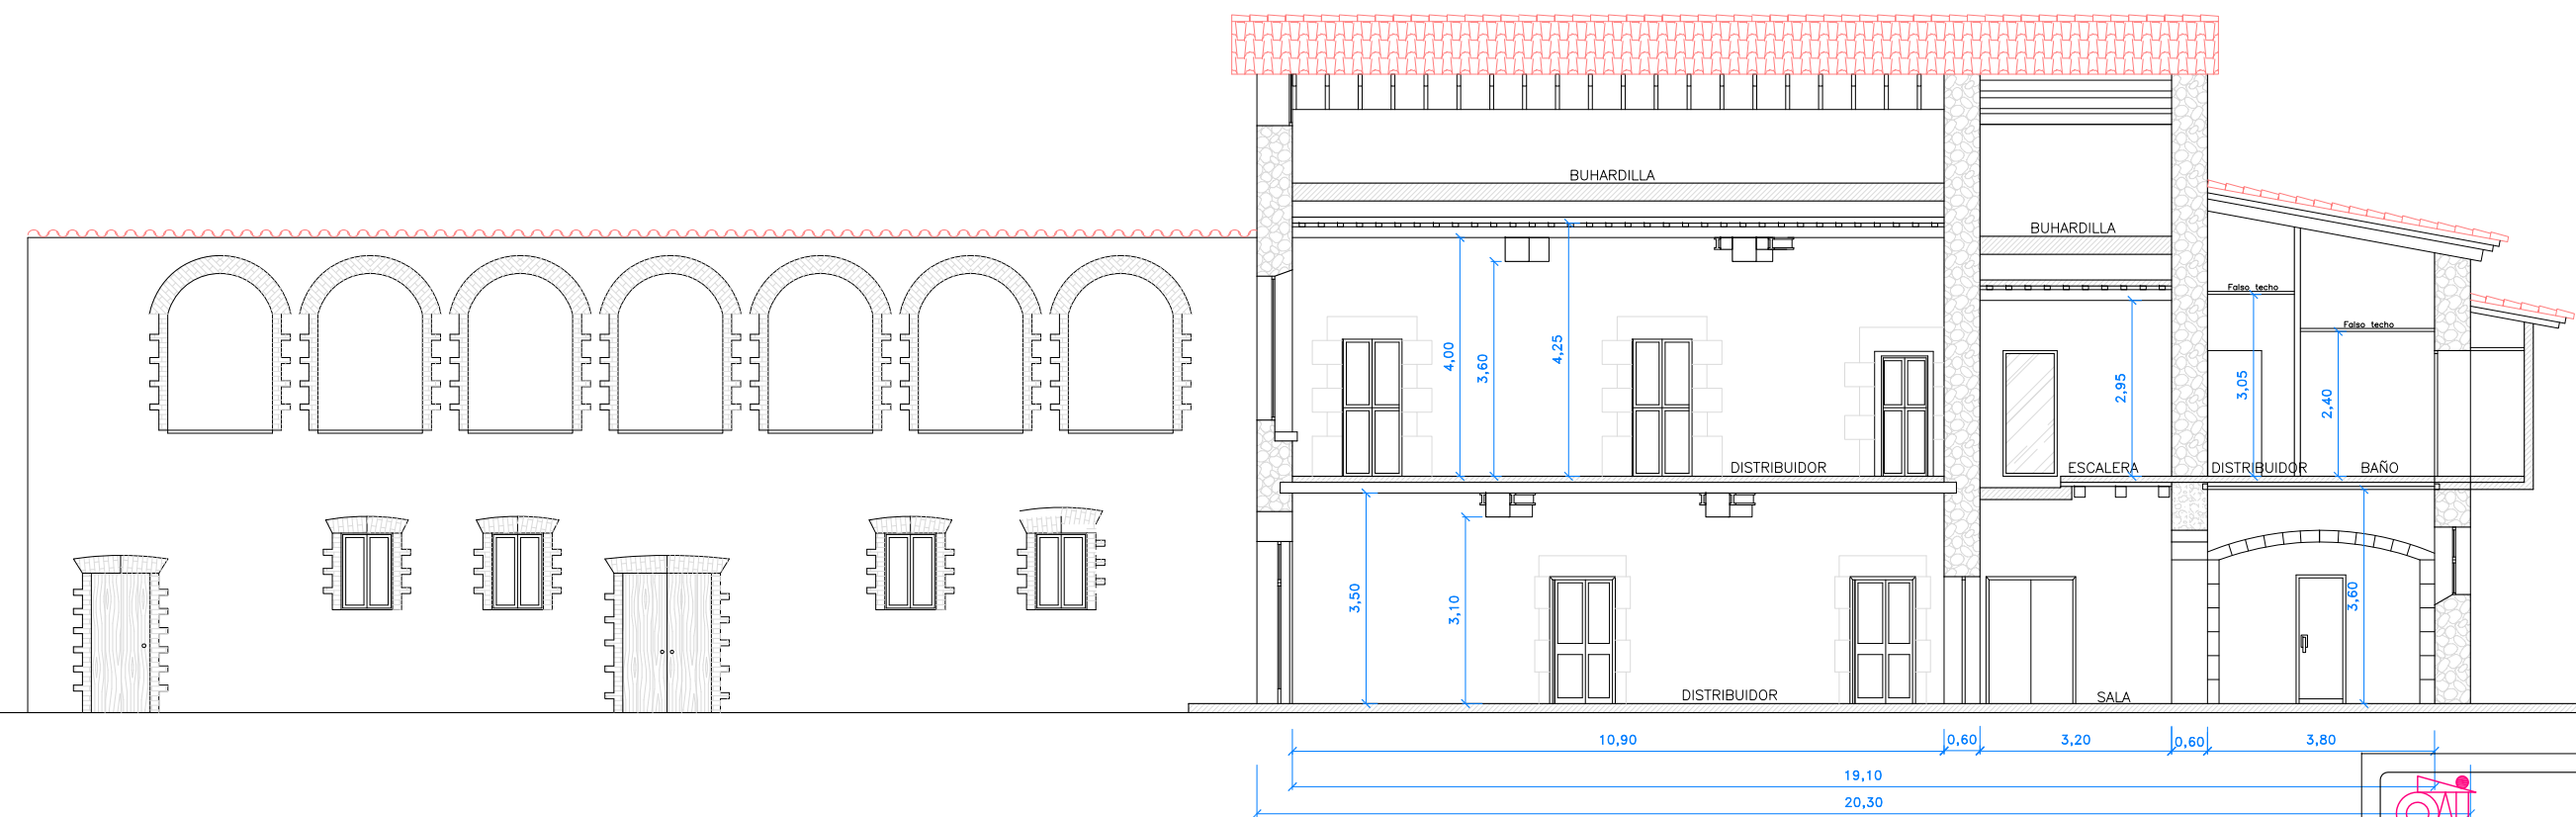 BUHARDILLA
BUHARDILLA
Falso techo
Falso techo
4,00
3,60
4,25
2,95
3,05
2,40
DISTRIBUIDOR
ESCALERA
DISTRIBUIDOR
BAÑO
3,50
3,10
3,60
DISTRIBUIDOR
SALA
10,90
0,60
3,20
0,60
3,80
19,10
20,30